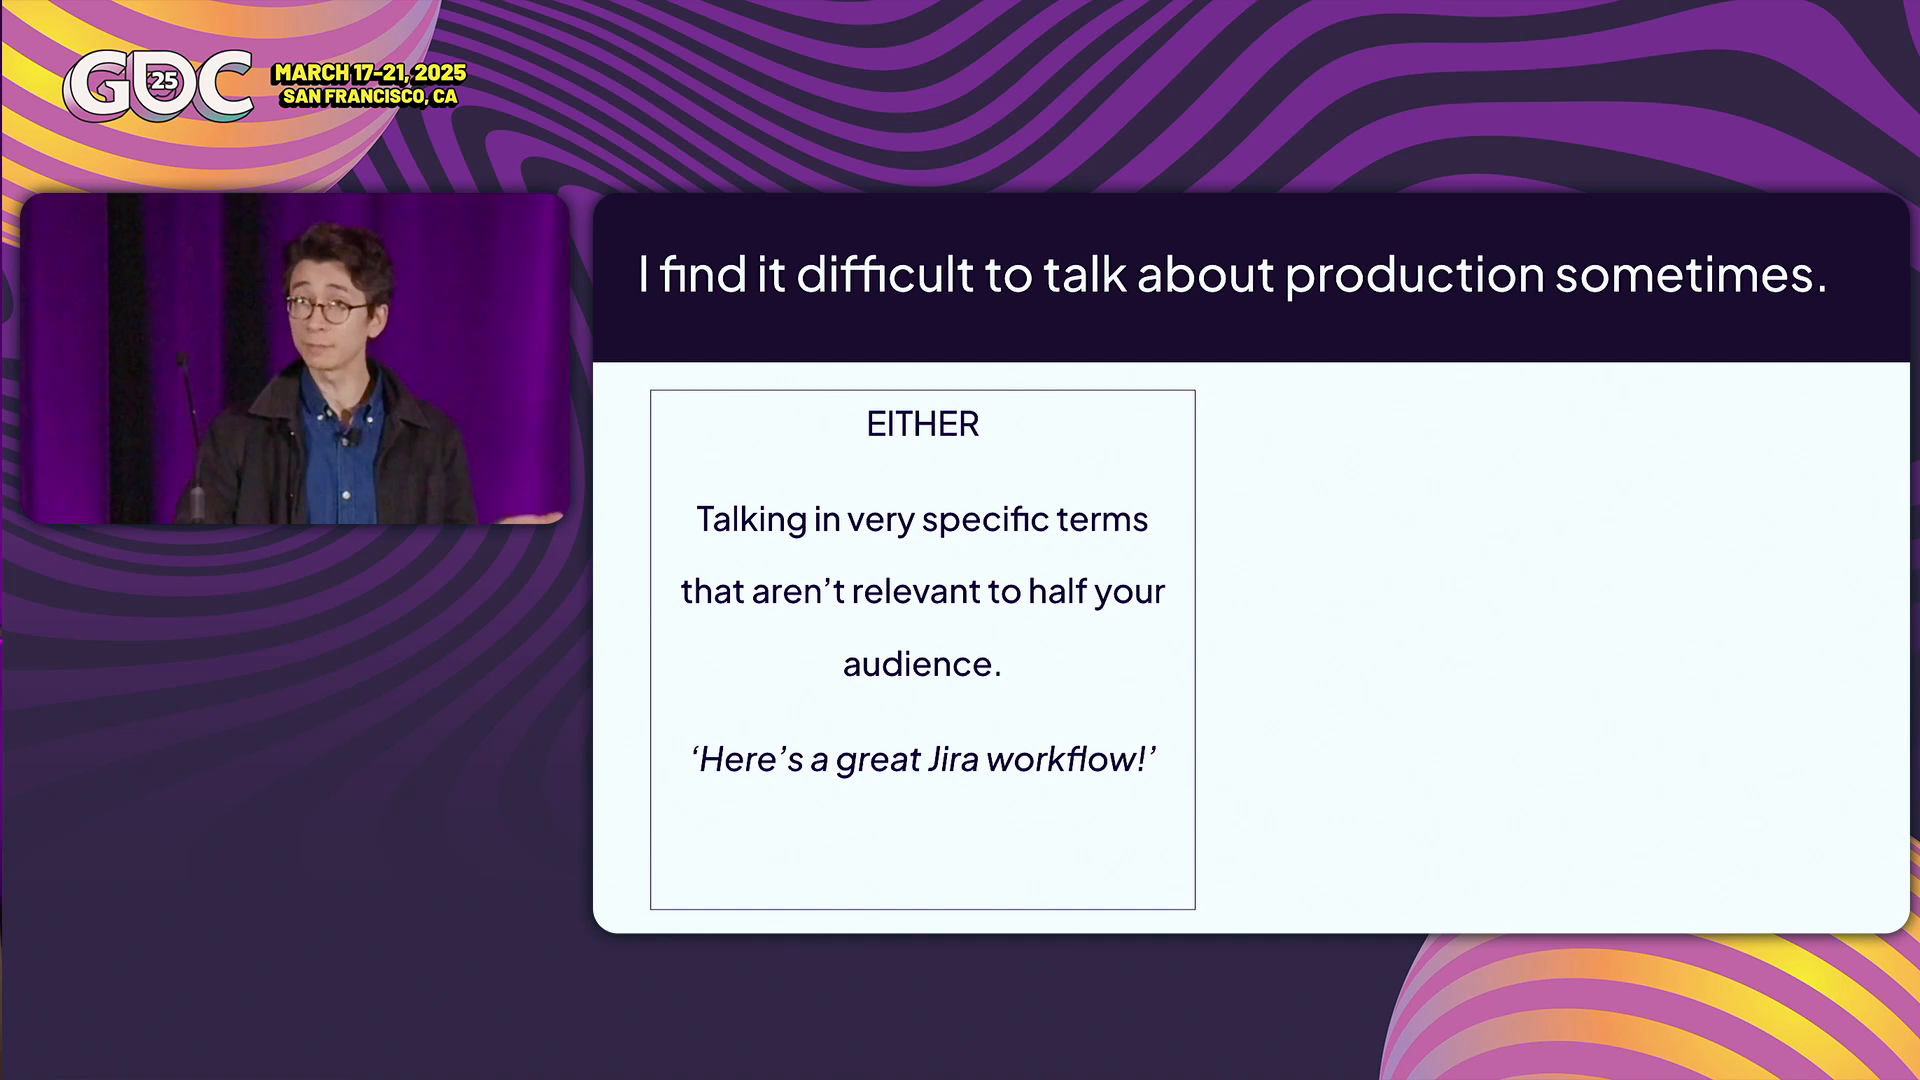 GDC
25
MARCH 17-21, 2025
SAN FRANCISCO, CA
I find it difficult to talk about production sometimes.
EITHER
Talking in very specific terms
that aren’t relevant to half your
audience.
‘Here’s a great Jira workflow!’